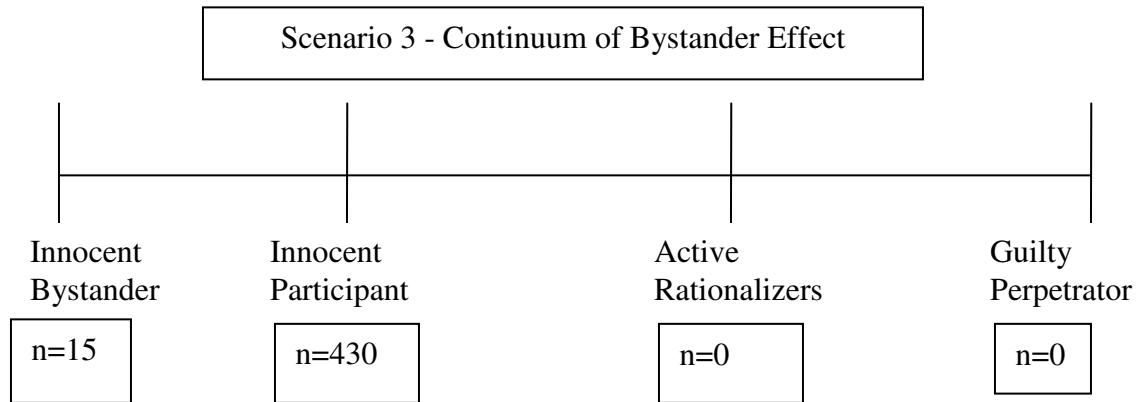 Scenario 3 - Continuum of Bystander Effect
Innocent
Bystander
n=15
Innocent
Participant
n=430
Active
Rationalizers
n=0
Guilty
Perpetrator
n=0